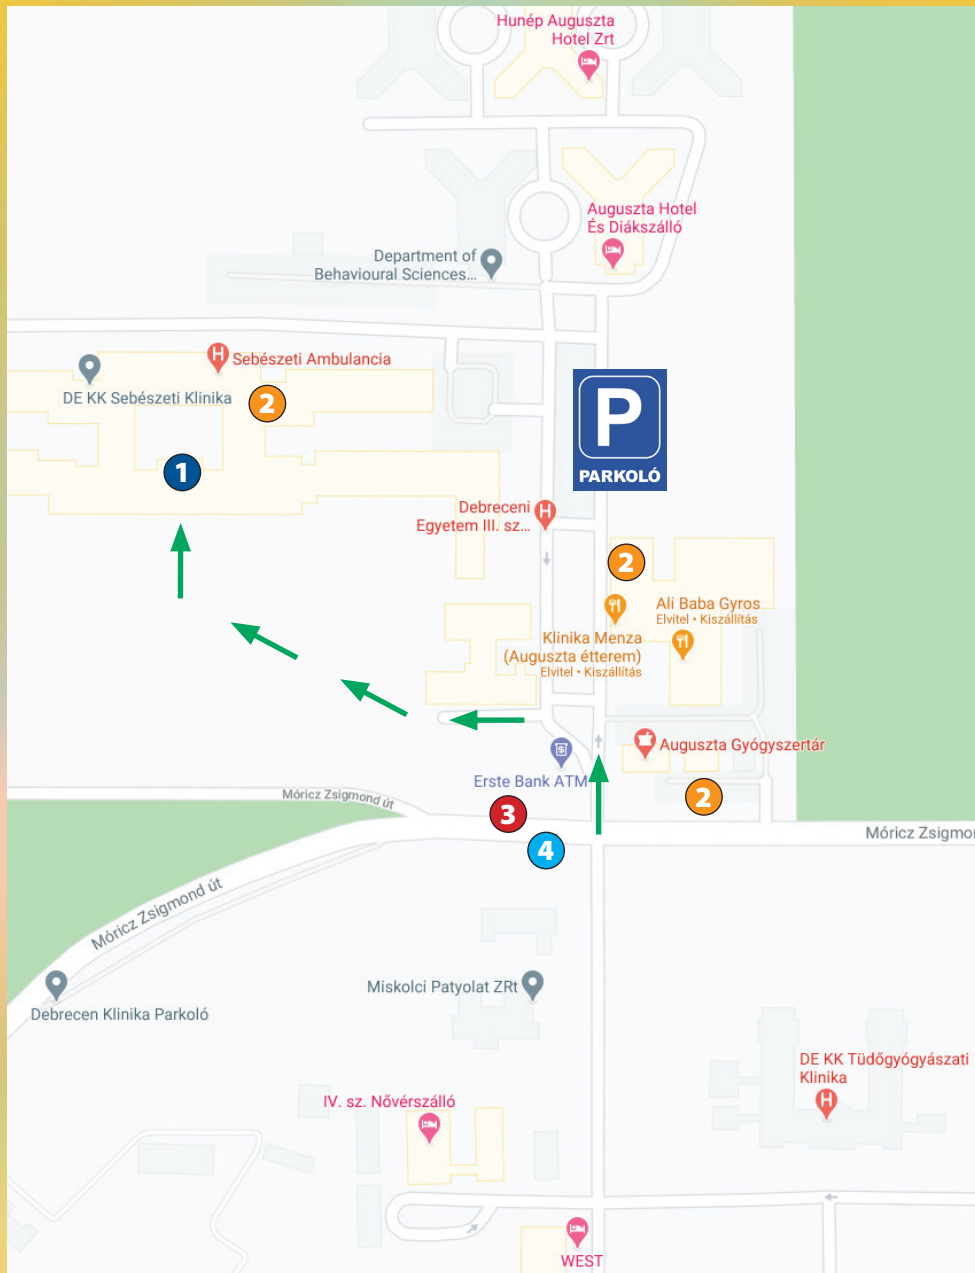 Hunép Auguszta
Hotel Zrt
Auguszta Hotel
És Diákszálló
Department of
Behavioural Sciences...
Sebészeti Ambulancia
DE KK Sebészeti Klinika
2
P
PARKOLÓ
1
Debreceni
Egyetem III. sz...
2
Ali Baba Gyros
Elvitel • Kiszállítás
Klinika Menza
(Auguszta étterem)
Elvitel • Kiszállítás
Auguszta Gyógyszertár
Erste Bank ATM
2
Móricz Zsigmond út
3
4
Móricz Zsigmon
Móricz Zsigmond út
Miskolci Patyolat ZRt
Debrecen Klinika Parkoló
DE KK Tüdőgyógyászati
Klinika
IV. sz. Nővérszálló
WEST